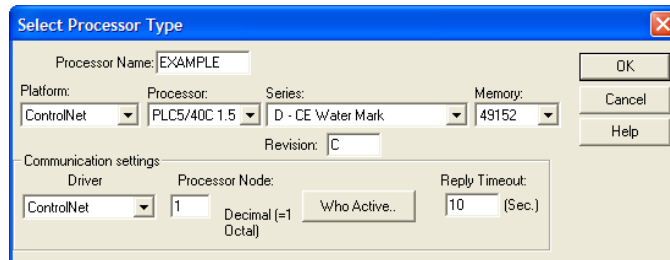 Select Processor Type
Processor Name: EXAMPLE
OK
Platform: Processor: Series: Memory:
ControlNet PLC5/40C 1.5 D - CE Water Mark 49152
Cancel
Revision: C
Help
Communication settings
Driver Processor Node: Reply Timeout:
ControlNet 1 Decimal (=1 Octal) Who Active.. 10 (Sec.)